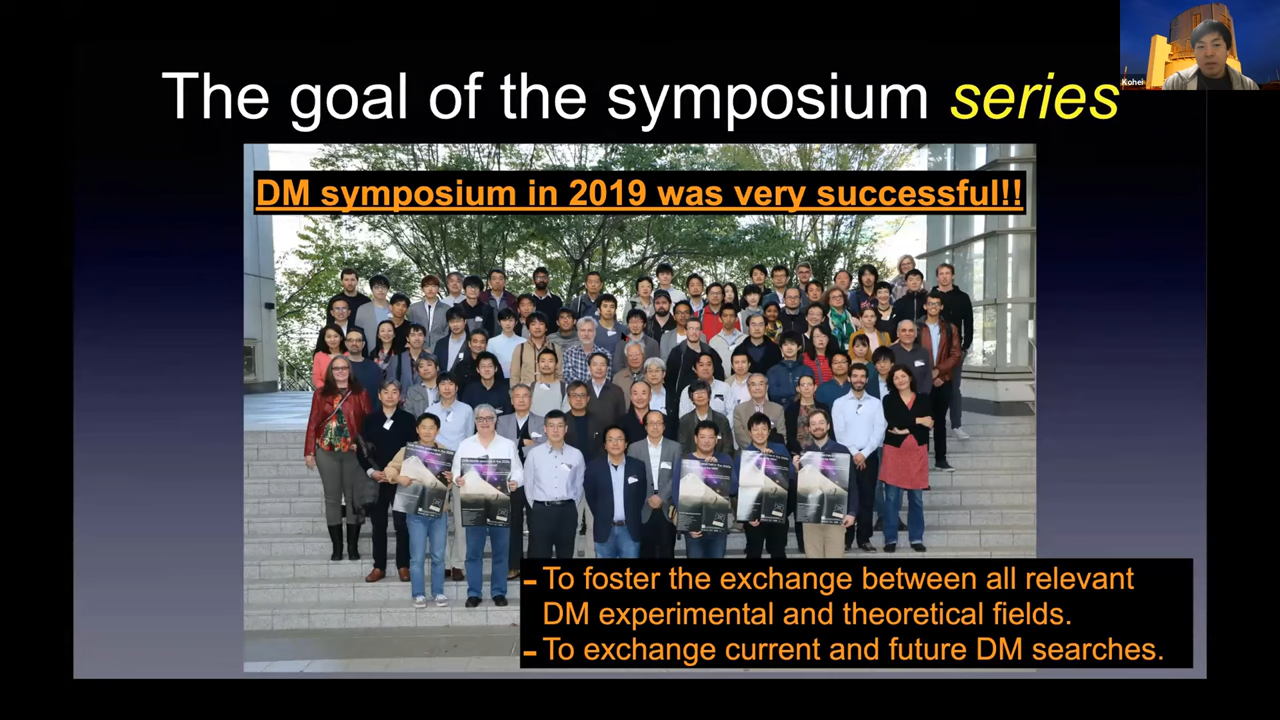 Kohei
The goal of the symposium series
DM symposium in 2019 was very successful!!
- To foster the exchange between all relevant
DM experimental and theoretical fields.
- To exchange current and future DM searches.